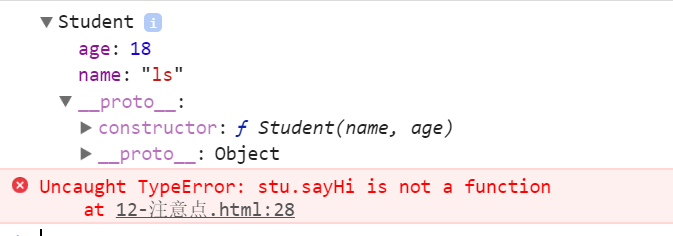 ▼ Student i
age: 18
name: "ls"
▼ __proto__:
▶ constructor: ƒ Student(name, age)
▶ __proto__: Object
Uncaught TypeError: stu.sayHi is not a function
at 12-注意点.html:28